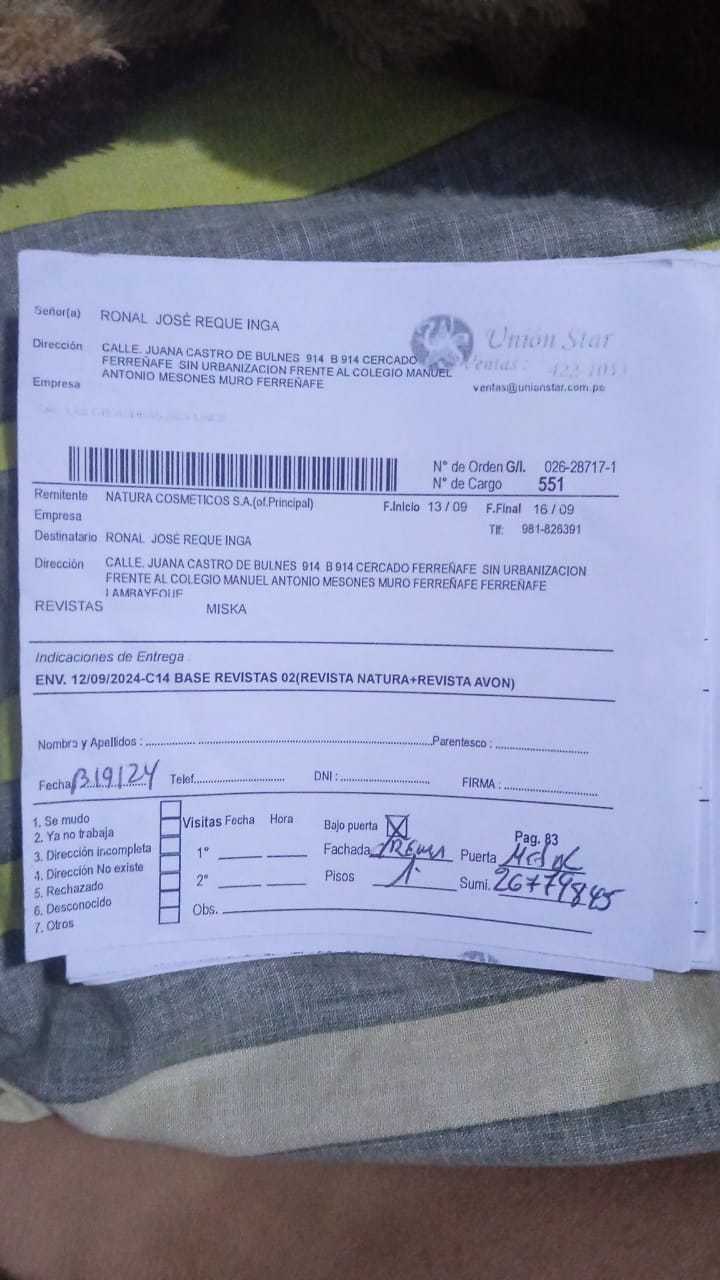 Señor(a) RONAL JOSÉ REQUE INGA
Unión Star
Dirección CALLE. JUANA CASTRO DE BULNES 914 B 914 CERCADO
FERREÑAFE SIN URBANIZACION FRENTE AL COLEGIO MANUEL
Ventas :
Empresa ANTONIO MESONES MURO FERREÑAFE
ventas@unionstar.com.pe
N° de Orden G/I. 026-28717-1
N° de Cargo 551
Remitente NATURA COSMETICOS S.A.(of.Principal) F.Inicio 13 / 09 F.Final 16 / 09
Empresa Tlf: 981-826391
Destinatario RONAL JOSÉ REQUE INGA
Dirección CALLE. JUANA CASTRO DE BULNES 914 B 914 CERCADO FERREÑAFE SIN URBANIZACION
FRENTE AL COLEGIO MANUEL ANTONIO MESONES MURO FERREÑAFE FERREÑAFE
LAMBAYEQUE
REVISTAS MISKA
Indicaciones de Entrega
ENV. 12/09/2024-C14 BASE REVISTAS 02(REVISTA NATURA+REVISTA AVON)
Nombre y Apellidos : Parentesco :
Fecha 13/9/24 Telef. DNI : FIRMA :
1. Se mudo
2. Ya no trabaja
3. Dirección incompleta
4. Dirección No existe
5. Rechazado
6. Desconocido
7. Otros
Visitas Fecha Hora
1°
2°
Obs.
Bajo puerta X
Pag. 83
Fachada crema Puerta
Pisos 1 Sumi. 26779845